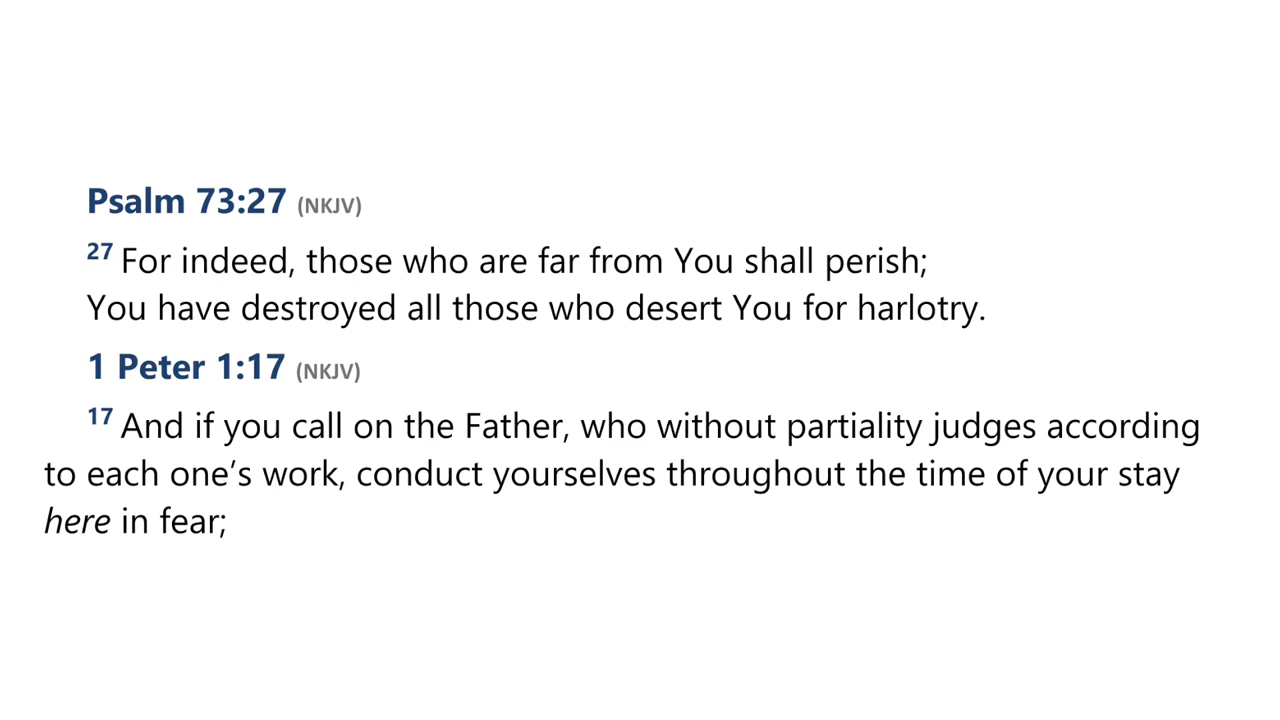 Psalm 73:27 (NKJV)
27 For indeed, those who are far from You shall perish;
You have destroyed all those who desert You for harlotry.
1 Peter 1:17 (NKJV)
17 And if you call on the Father, who without partiality judges according
to each one’s work, conduct yourselves throughout the time of your stay
here in fear;